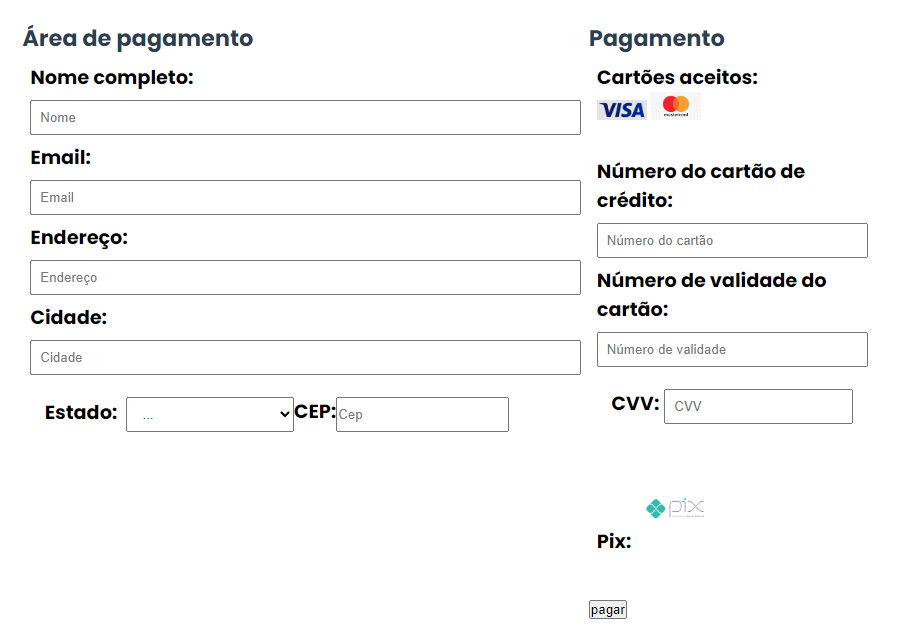 Área de pagamento
Nome completo:
Nome
Email:
Email
Endereço:
Endereço
Cidade:
Cidade
Estado: ... CEP: Cep
Pagamento
Cartões aceitos:
VISA mastercard
Número do cartão de
crédito:
Número do cartão
Número de validade do
cartão:
Número de validade
CVV: CVV
pix
Pix:
pagar